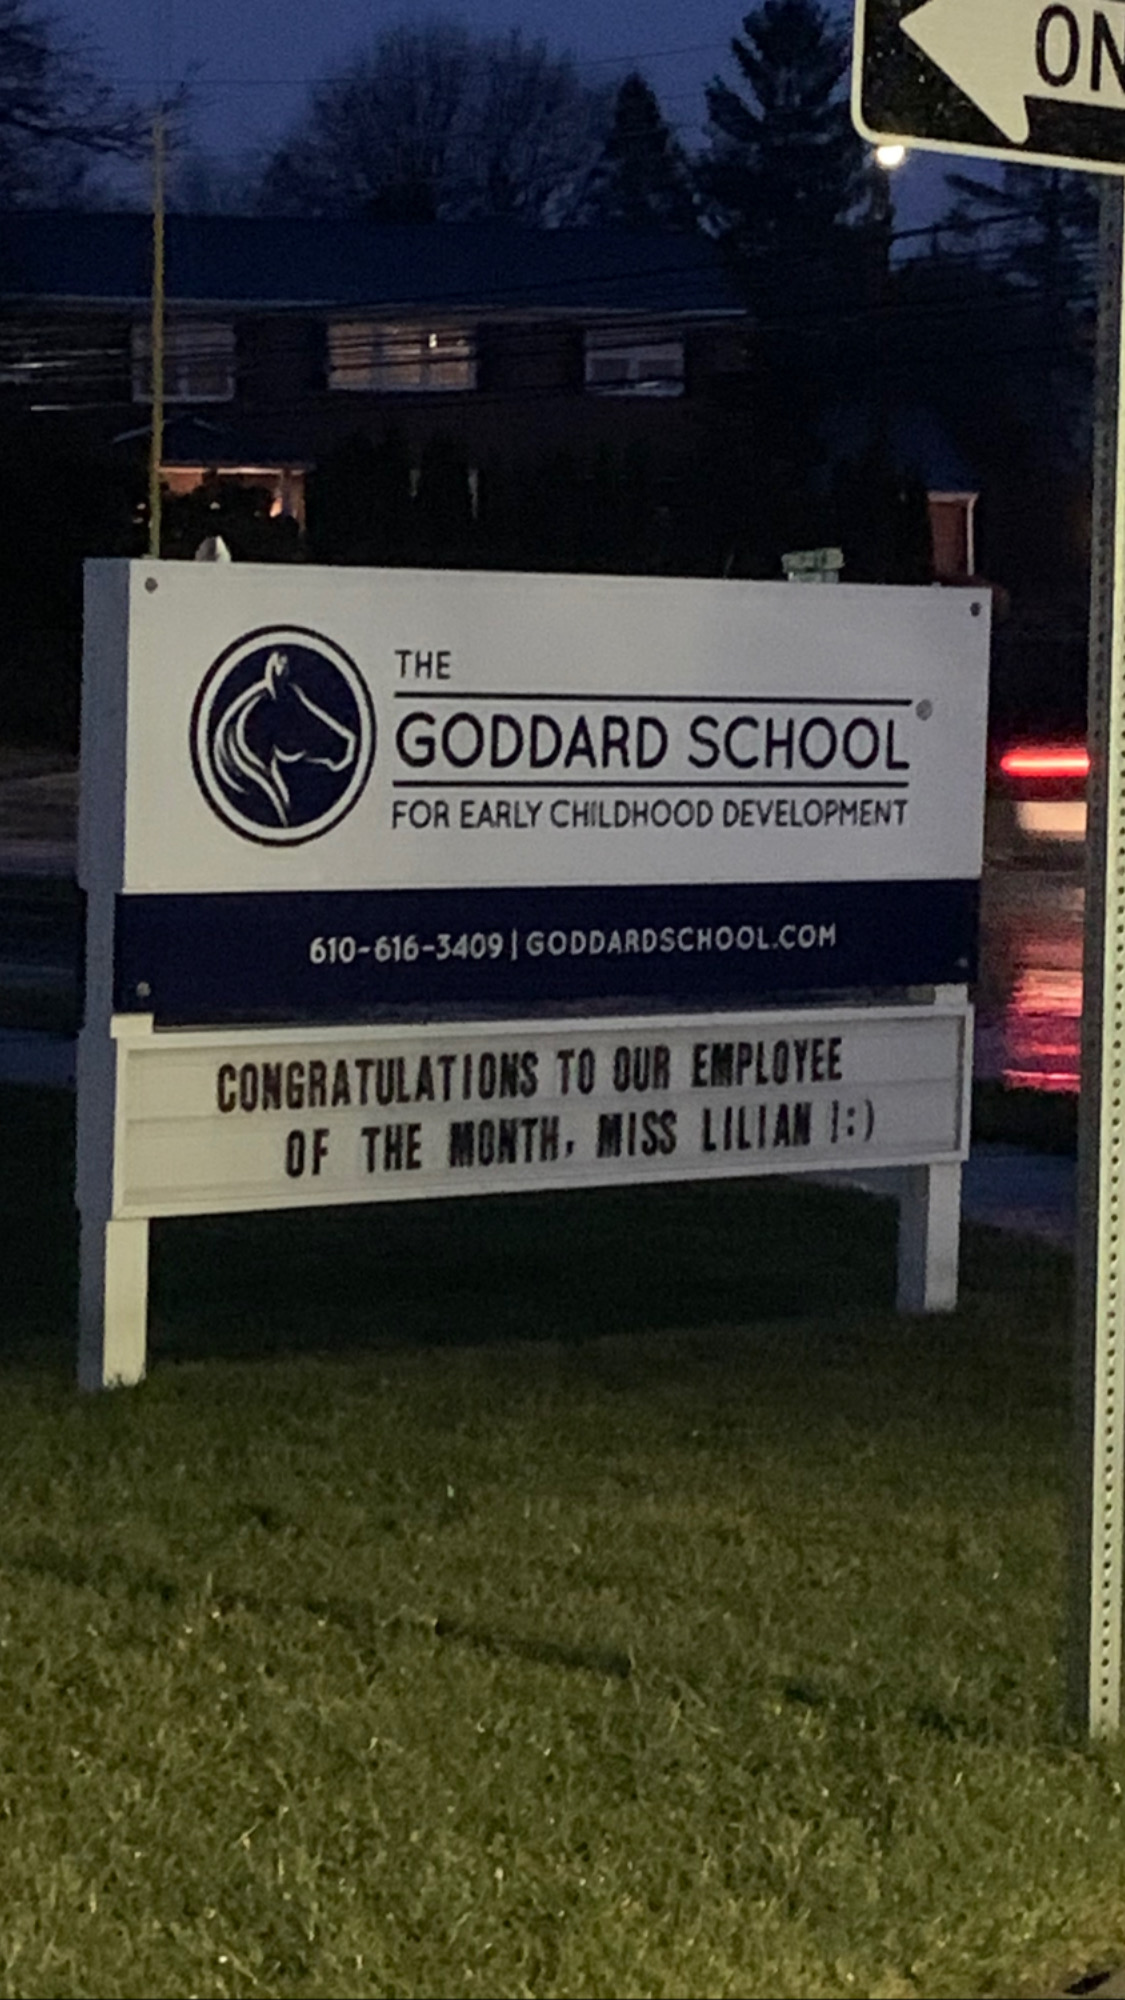 ON
THE
GODDARD SCHOOL®
FOR EARLY CHILDHOOD DEVELOPMENT
610-616-3409 | GODDARDSCHOOL.COM
CONGRATULATIONS TO OUR EMPLOYEE
OF THE MONTH, MISS LILIAN !:)